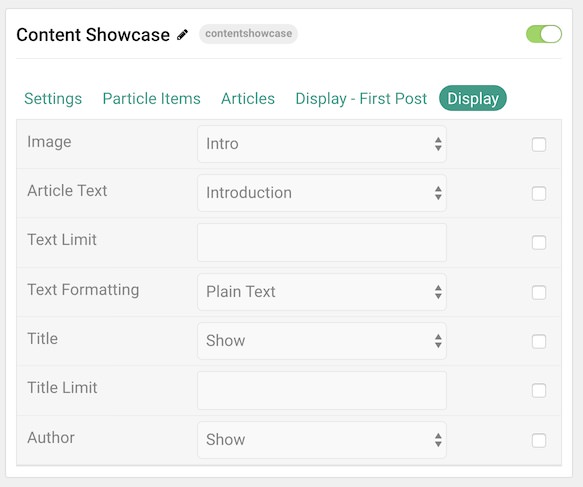 Content Showcase contentshowcase
Settings Particle Items Articles Display - First Post Display
Image Intro
Article Text Introduction
Text Limit
Text Formatting Plain Text
Title Show
Title Limit
Author Show